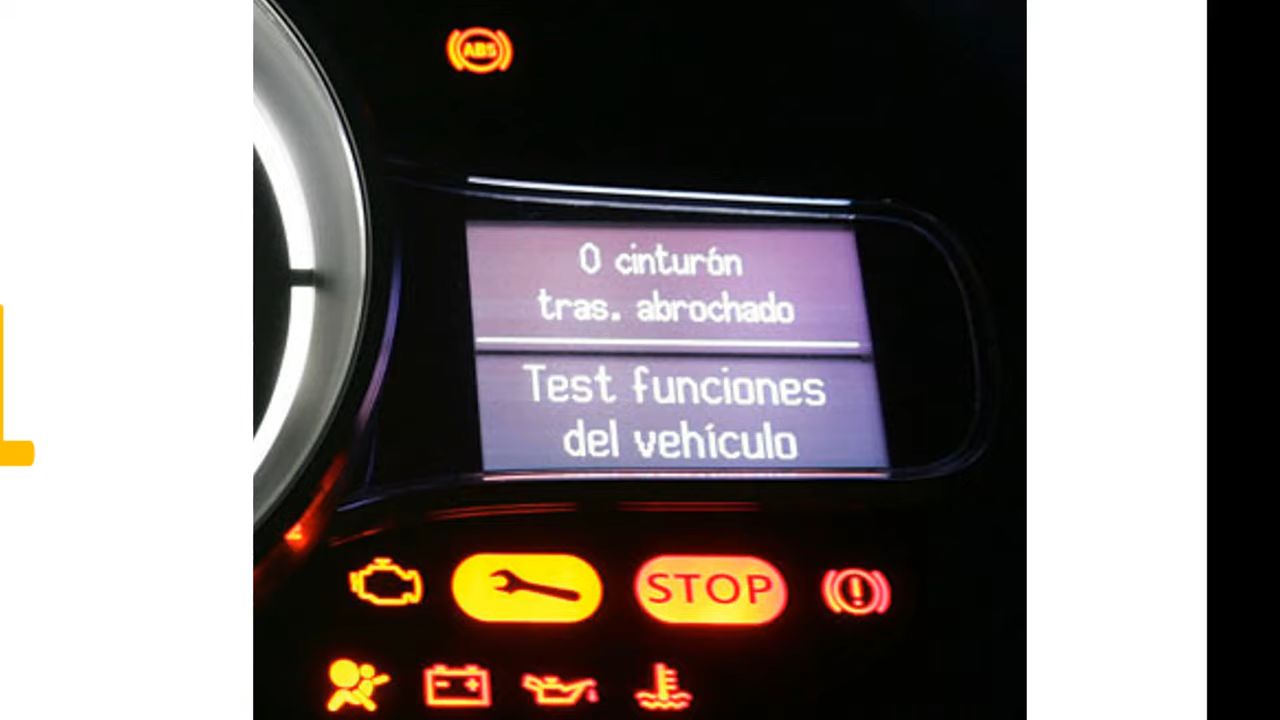 ABS
0 cinturón
tras. abrochado
Test funciones
del vehículo
STOP